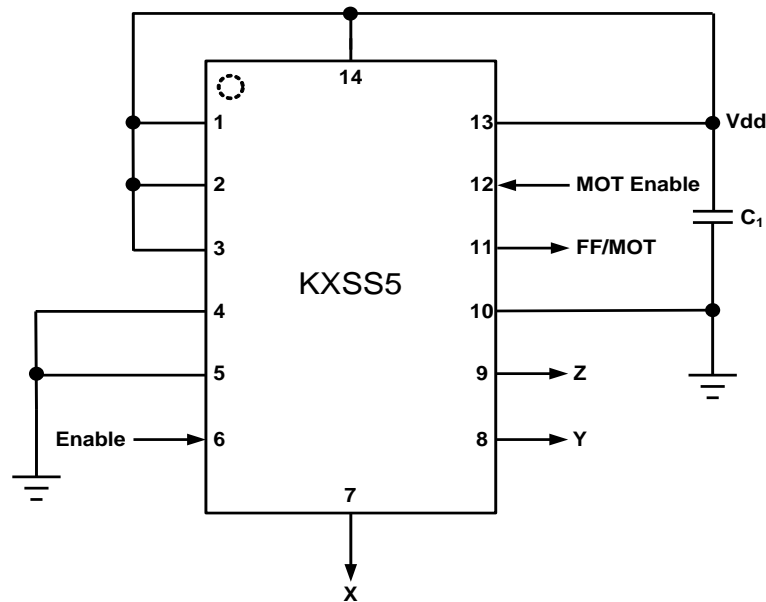 14
1 13 Vdd
2 12 MOT Enable
C₁
3 11 FF/MOT
KXSS5
4 10
5 9 Z
Enable 6 8 Y
7
X